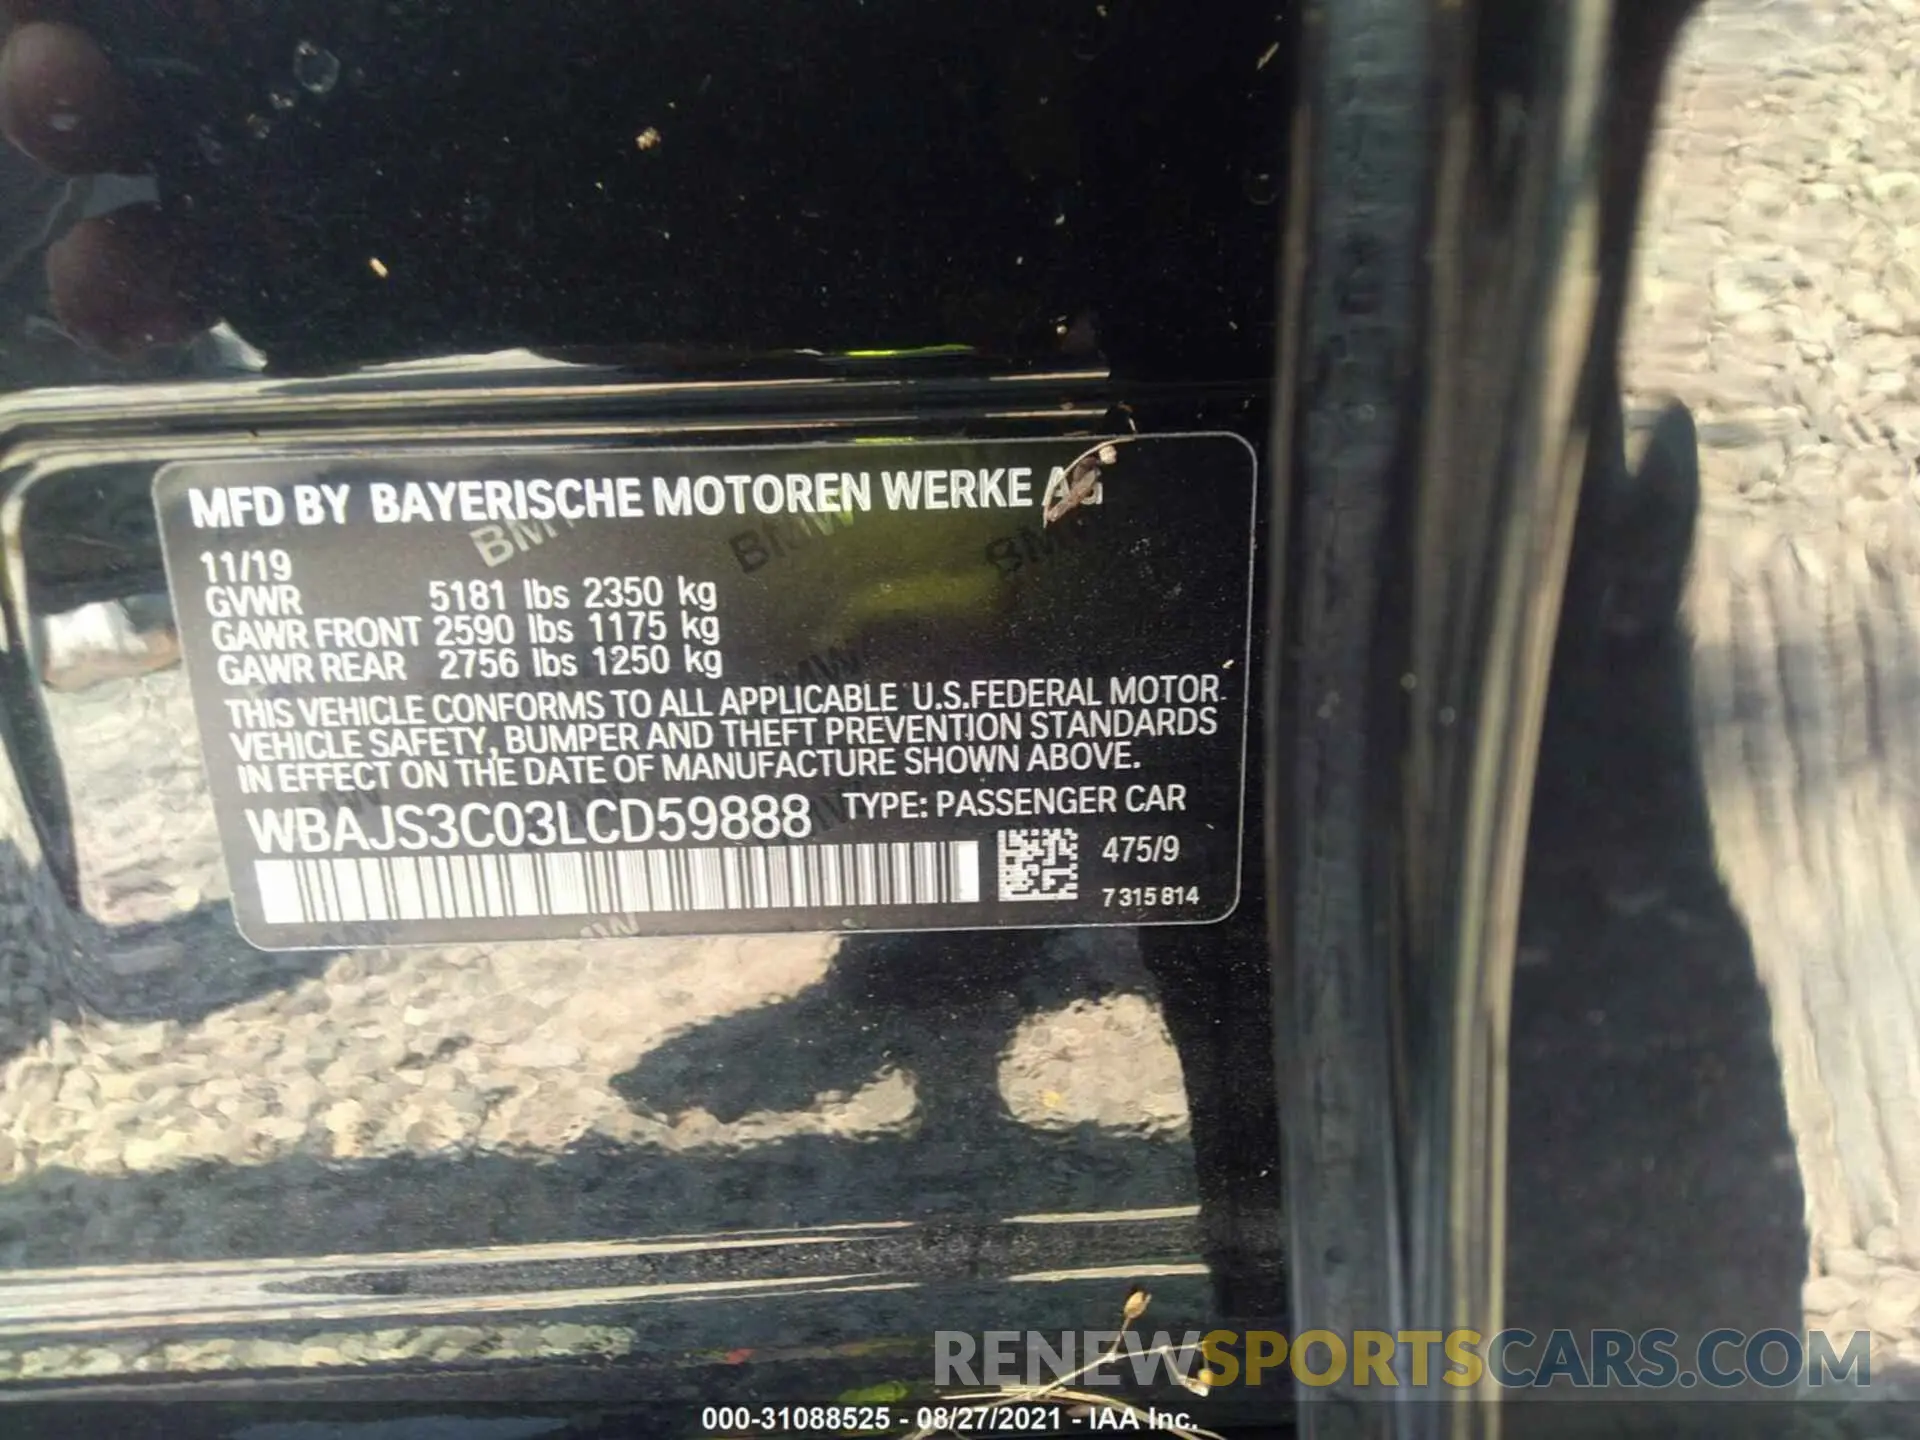 MFD BY BAYERISCHE MOTOREN WERKE AG
11/19
GVWR 5181 lbs 2350 kg
GAWR FRONT 2590 lbs 1175 kg
GAWR REAR 2756 lbs 1250 kg
THIS VEHICLE CONFORMS TO ALL APPLICABLE U.S.FEDERAL MOTOR
VEHICLE SAFETY, BUMPER AND THEFT PREVENTION STANDARDS
IN EFFECT ON THE DATE OF MANUFACTURE SHOWN ABOVE.
WBAJS3C03LCD59888 TYPE: PASSENGER CAR
475/9
7 315 814
RENEWSPORTSCARS.COM
000-31088525 - 08/27/2021 - IAA Inc.